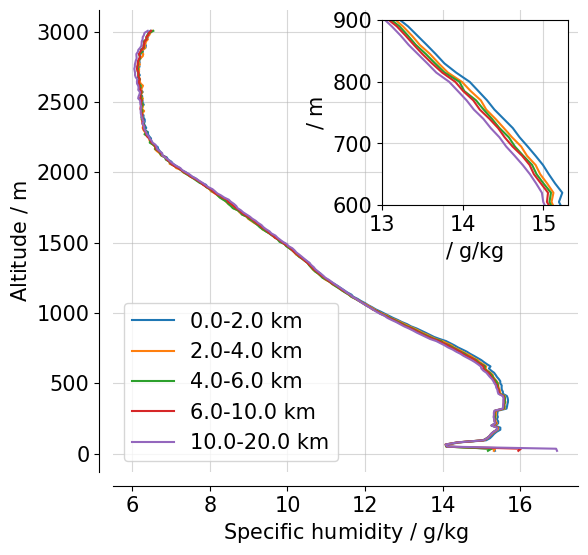 3000
2500
2000
1500
1000
500
0
Altitude / m
6
8
10
12
14
16
Specific humidity / g/kg
900
800
700
600
/ m
13
14
15
/ g/kg
0.0-2.0 km
2.0-4.0 km
4.0-6.0 km
6.0-10.0 km
10.0-20.0 km